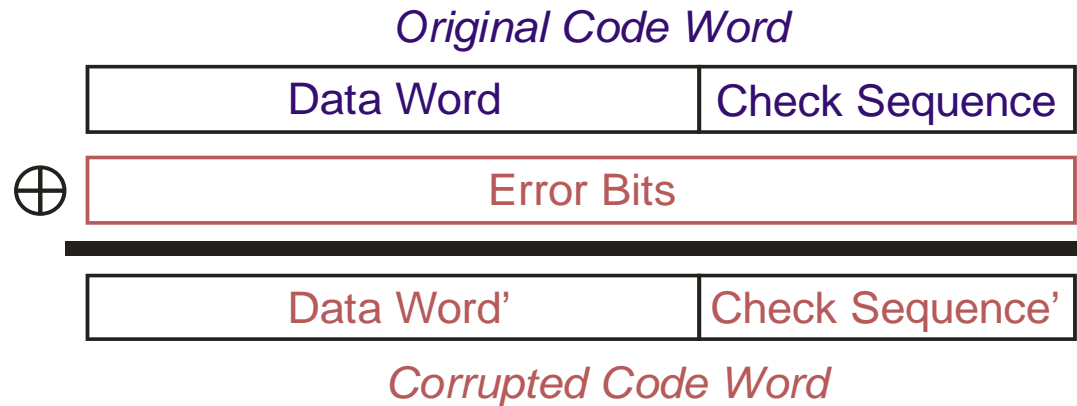 Original Code Word
Data Word Check Sequence
⊕ Error Bits
Data Word’ Check Sequence’
Corrupted Code Word